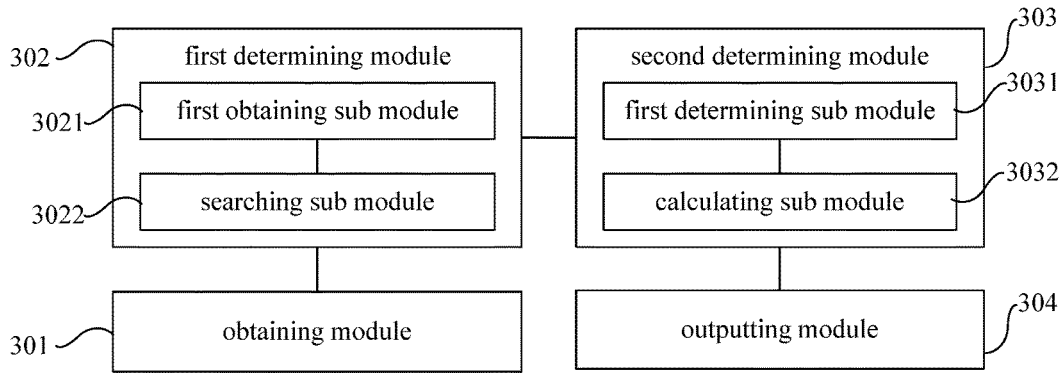 302
first determining module
3021
first obtaining sub module
3022
searching sub module
303
second determining module
3031
first determining sub module
3032
calculating sub module
301
obtaining module
304
outputting module